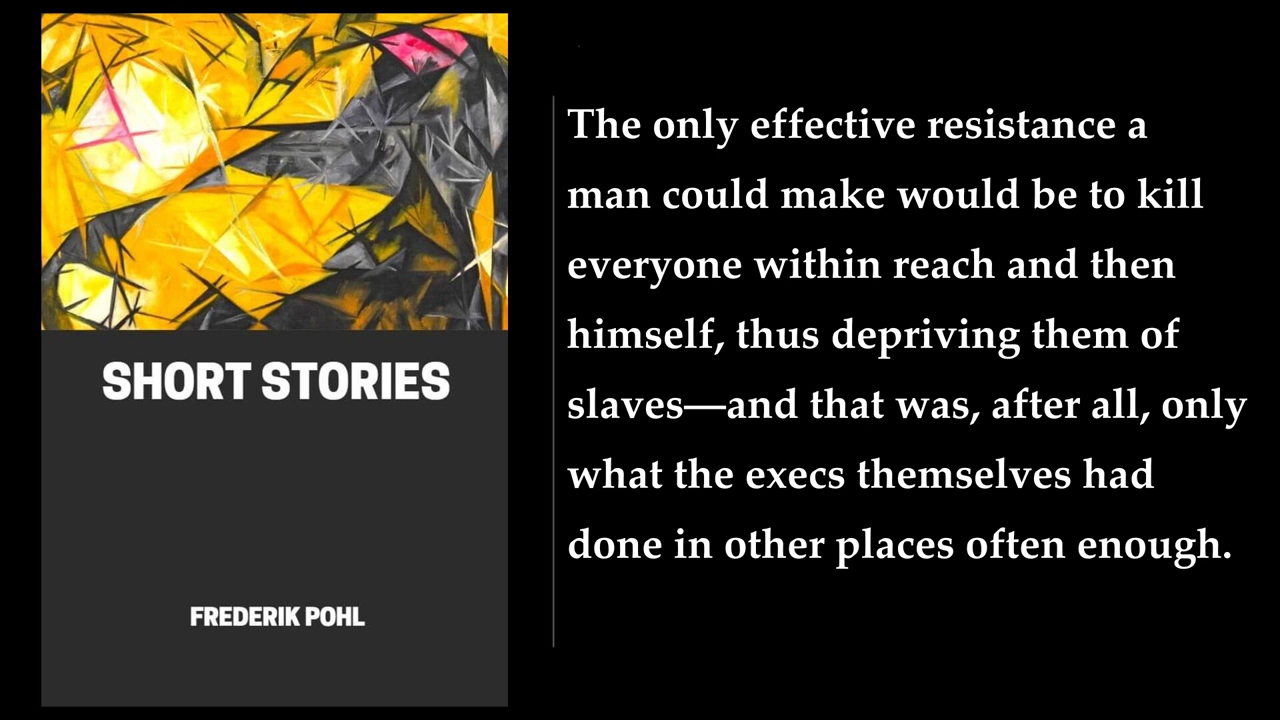 SHORT STORIES
FREDERIK POHL
The only effective resistance a
man could make would be to kill
everyone within reach and then
himself, thus depriving them of
slaves—and that was, after all, only
what the execs themselves had
done in other places often enough.